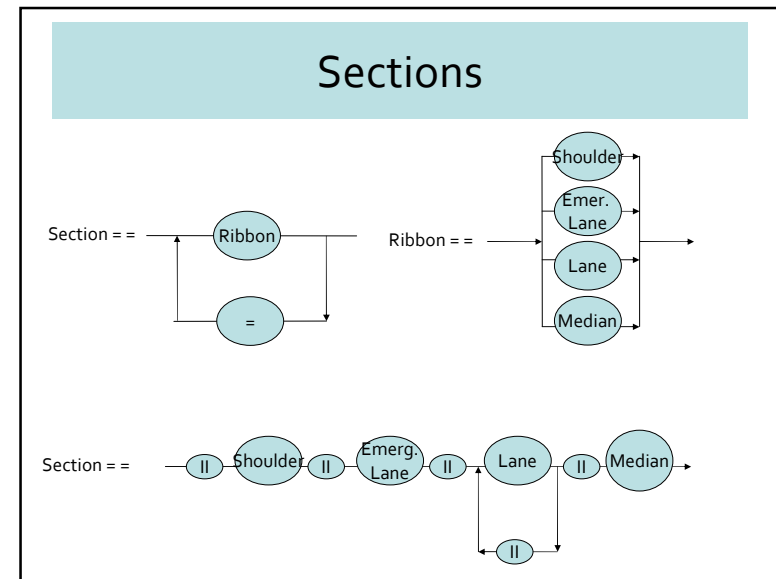 Sections
Section = =
Ribbon
=
Ribbon = =
Shoulder
Emer.
Lane
Lane
Median
Section = =
II
Shoulder
II
Emerg.
Lane
II
Lane
II
Median
II